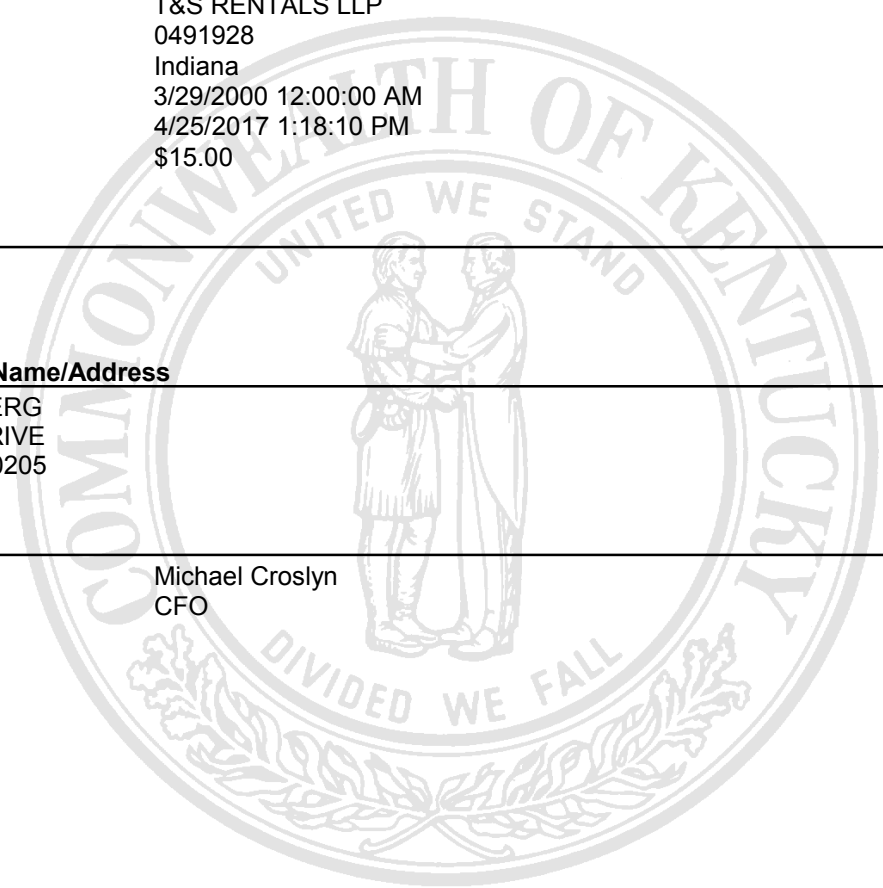 T&S RENTALS LLP
0491928
Indiana
3/29/2000 12:00:00 AM
4/25/2017 1:18:10 PM
$15.00
COMMONWEALTH OF KENTUCKY
UNITED WE STAND
Name/Address
ERG
RIVE
0205
Michael Croslyn
CFO
DIVIDED WE FALL